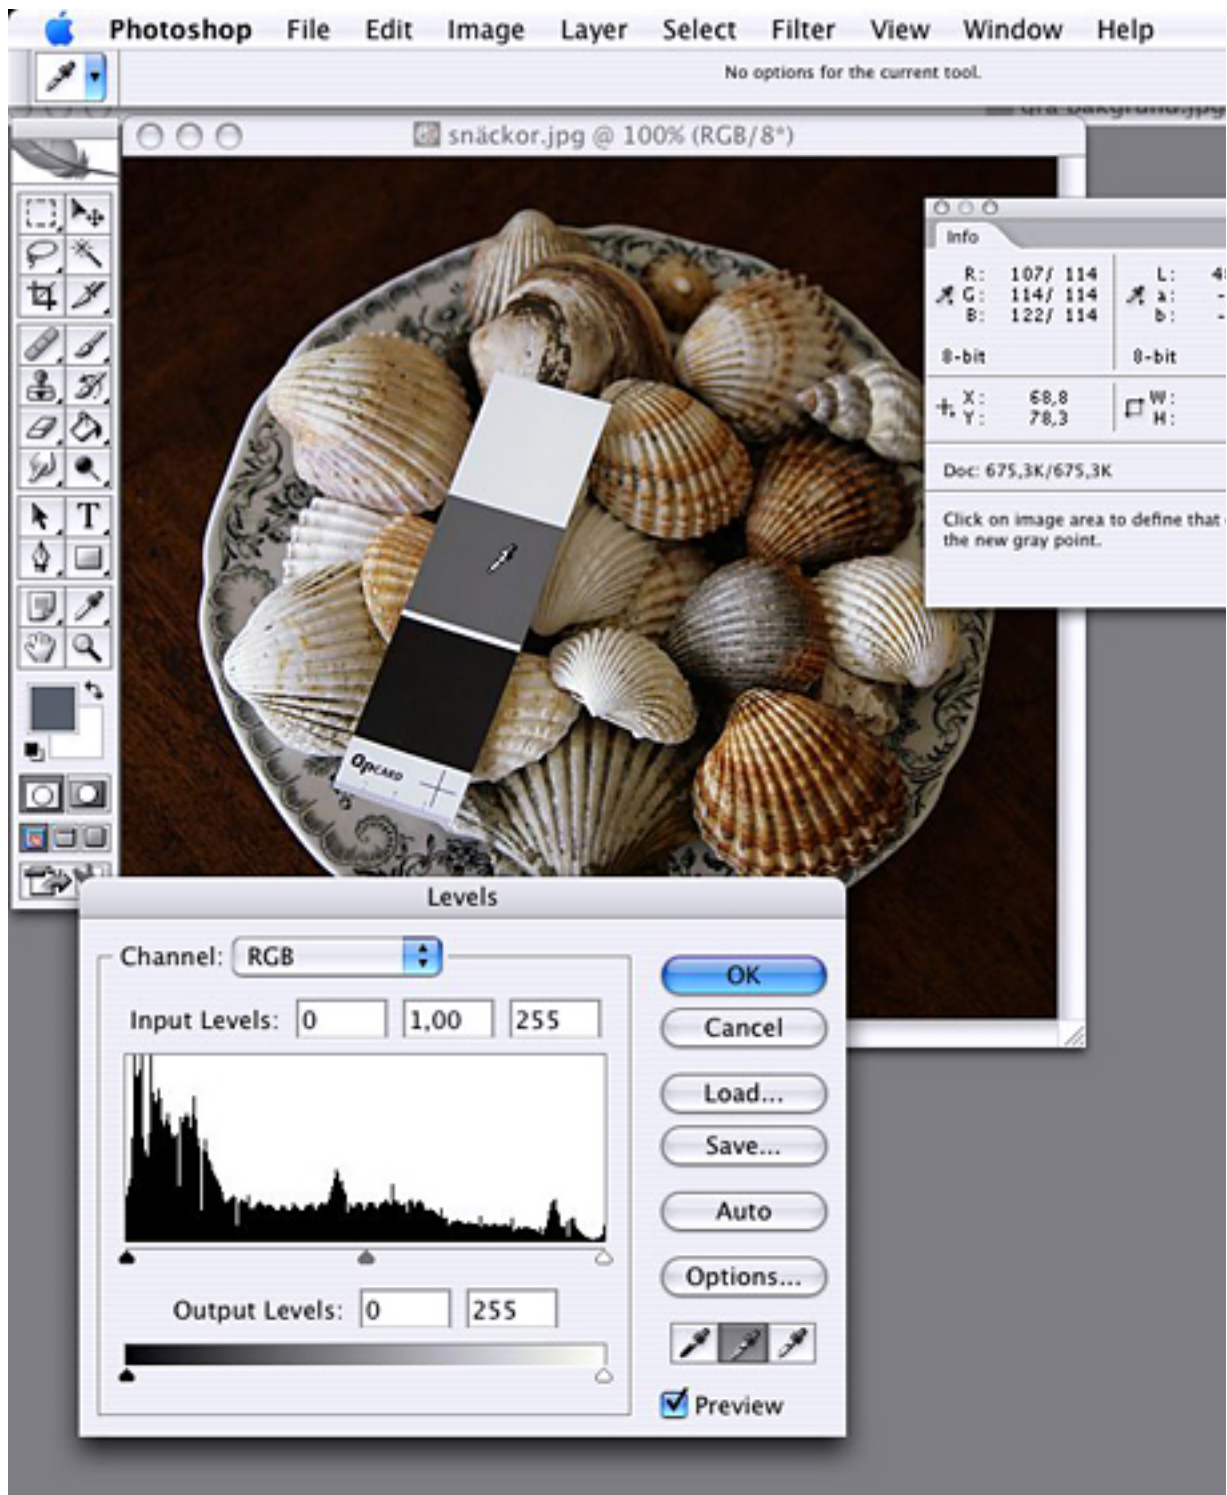 Photoshop File Edit Image Layer Select Filter View Window Help
No options for the current tool.
snäckor.jpg @ 100% (RGB/8*)
Info
R: 107/ 114 L:
G: 114/ 114 a: -
B: 122/ 114 b: -
8-bit 8-bit
X: 68,8 W:
Y: 78,3 H:
Doc: 675,3K/675,3K
Click on image area to define that
the new gray point.
T
OpCARD
Levels
Channel: RGB
OK
Input Levels: 0 1,00 255
Cancel
Load...
Save...
Auto
Options...
Output Levels: 0 255
Preview